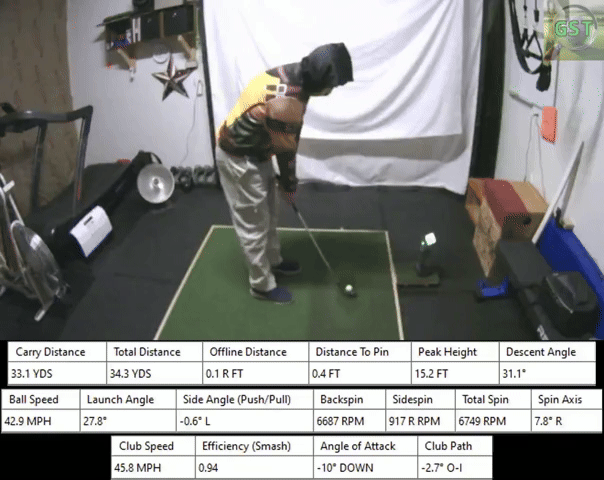 GST
Carry Distance Total Distance Offline Distance Distance To Pin Peak Height Descent Angle
33.1 YDS 34.3 YDS 0.1 R FT 0.4 FT 15.2 FT 31.1°
Ball Speed Launch Angle Side Angle (Push/Pull) Backspin Sidespin Total Spin Spin Axis
42.9 MPH 27.8° -0.6° L 6687 RPM 917 R RPM 6749 RPM 7.8° R
Club Speed Efficiency (Smash) Angle of Attack Club Path
45.8 MPH 0.94 -10° DOWN -2.7° O-I